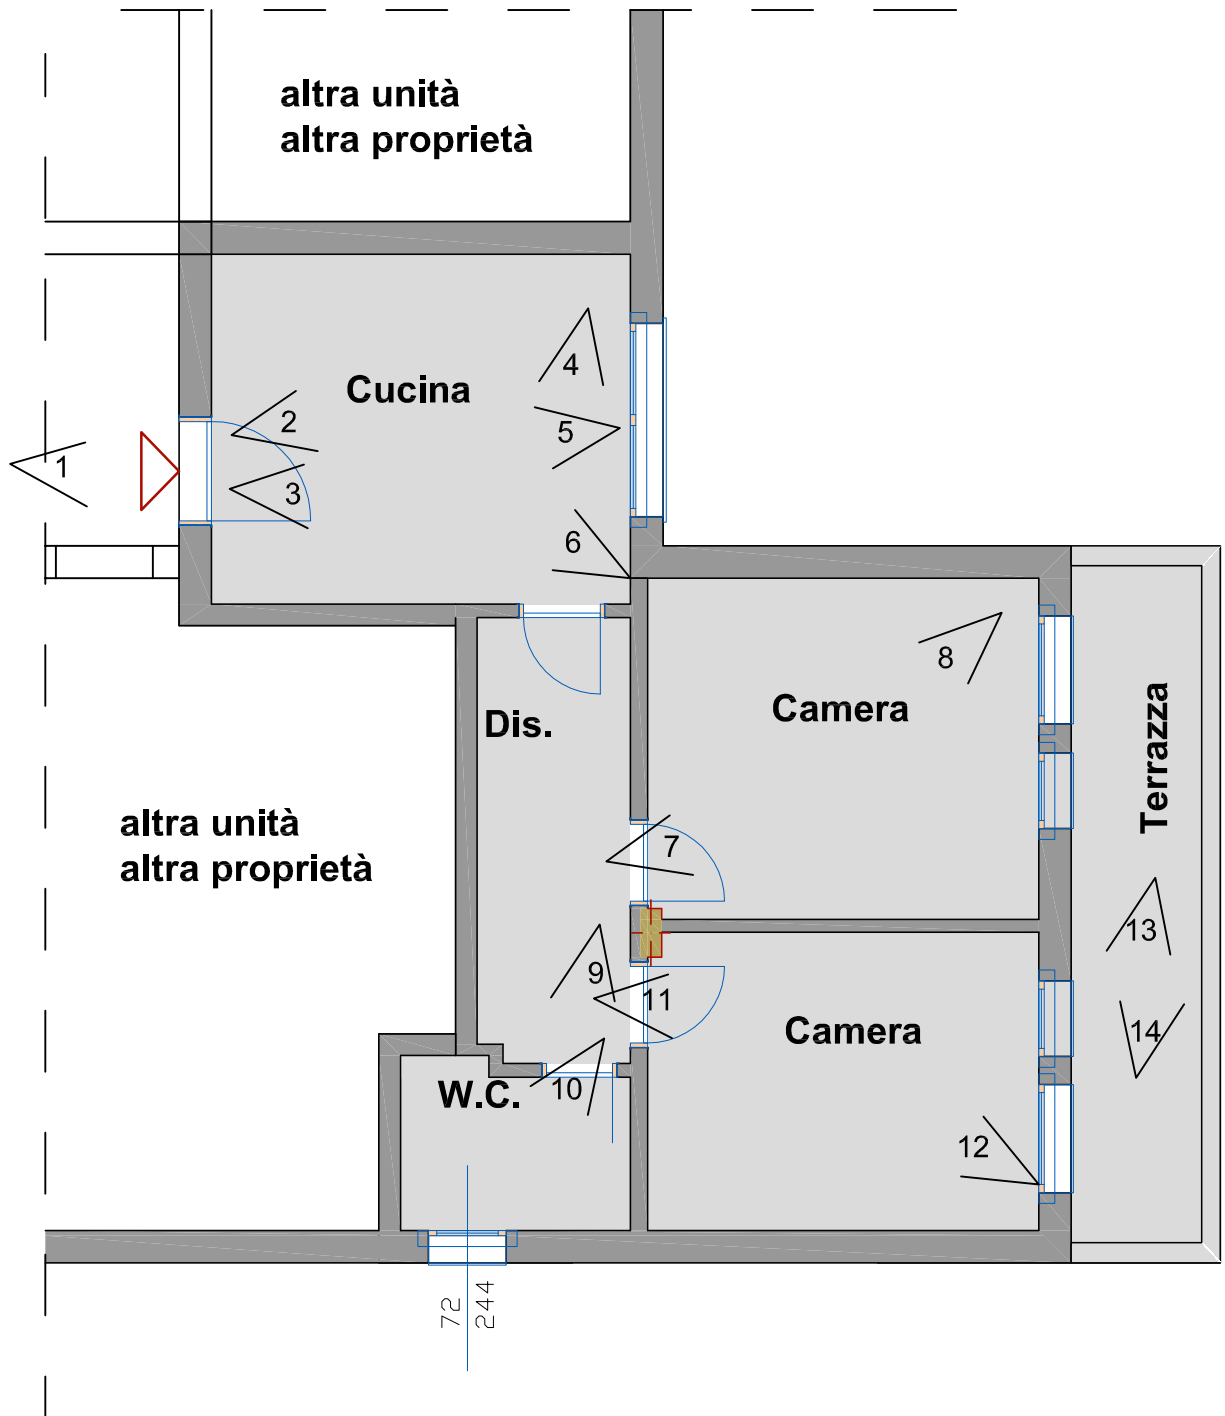 altra unità
altra proprietà
4
Cucina
2
5
1
3
6
8
Camera
Dis.
Terrazza
altra unità
altra proprietà
7
13
9
11
Camera
14
10
W.C.
12
72
244